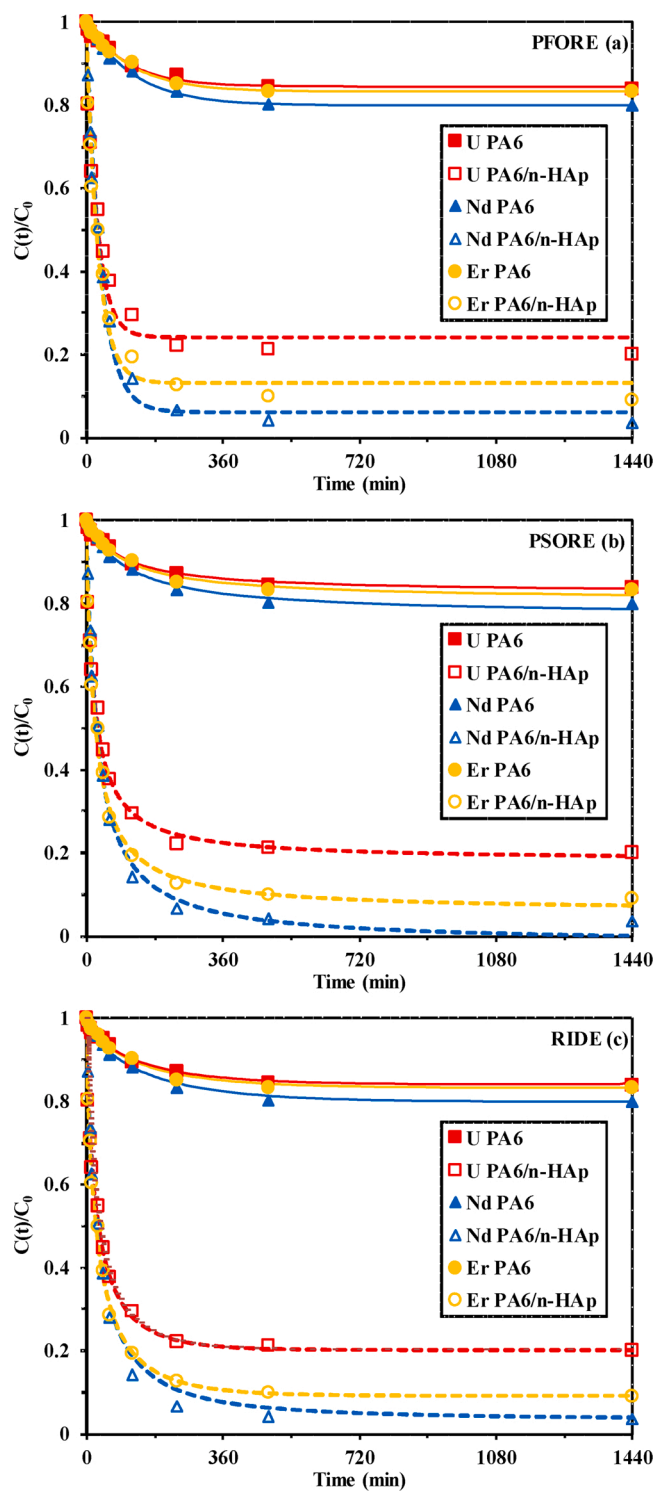 PFORE (a)
1
0.8
0.6
0.4
0.2
0
C(t)/C₀
U PA6
U PA6/n-HAp
Nd PA6
Nd PA6/n-HAp
Er PA6
Er PA6/n-HAp
0 360 720 1080 1440
Time (min)
PSORE (b)
1
0.8
0.6
0.4
0.2
0
C(t)/C₀
U PA6
U PA6/n-HAp
Nd PA6
Nd PA6/n-HAp
Er PA6
Er PA6/n-HAp
0 360 720 1080 1440
Time (min)
RIDE (c)
1
0.8
0.6
0.4
0.2
0
C(t)/C₀
U PA6
U PA6/n-HAp
Nd PA6
Nd PA6/n-HAp
Er PA6
Er PA6/n-HAp
0 360 720 1080 1440
Time (min)